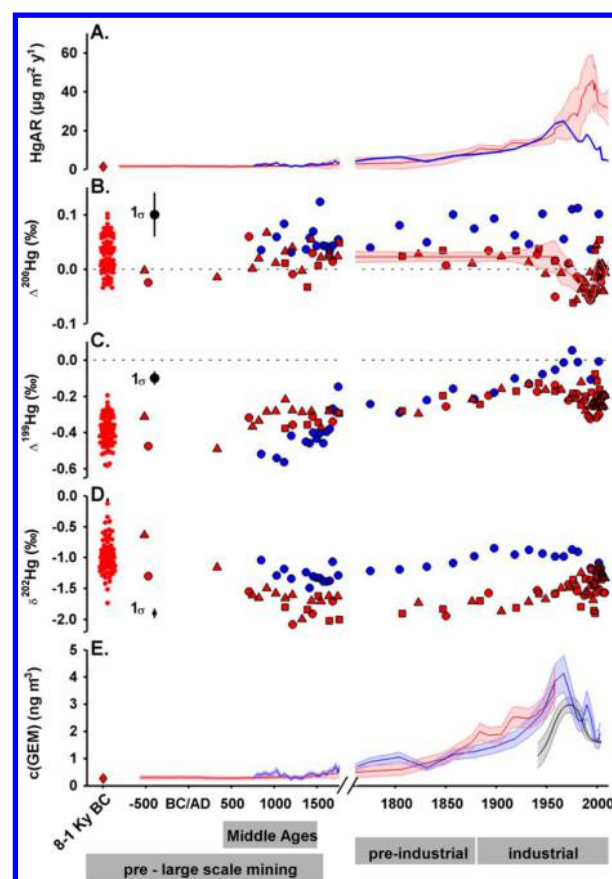 A.
HgAR (µg m² y¹)
60
40
20
0
B.
Δ²⁰⁰Hg (‰)
0.1
0.0
-0.1
1σ
C.
Δ¹⁹⁹Hg (‰)
0.0
-0.2
-0.4
-0.6
1σ
D.
δ²⁰²Hg (‰)
0.0
-0.5
-1.0
-1.5
-2.0
1σ
E.
c(GEM) (ng m³)
5
4
3
2
1
0
8-1 Ky BC -500 BC/AD 500 1000 1500 1800 1850 1900 1950 2000
Middle Ages
pre - large scale mining
pre-industrial
industrial